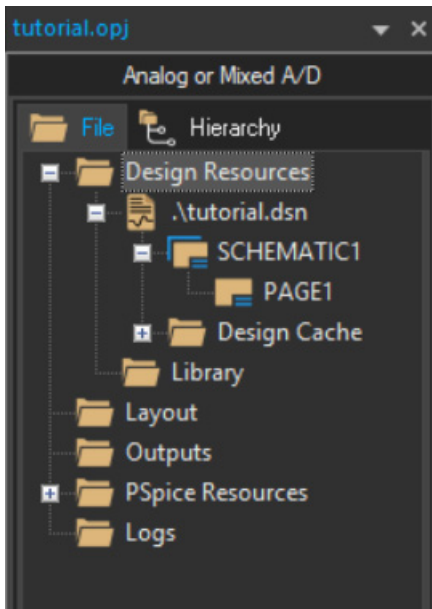 tutorial.opj
Analog or Mixed A/D
File Hierarchy
Design Resources
.\tutorial.dsn
SCHEMATIC1
PAGE1
Design Cache
Library
Layout
Outputs
PSpice Resources
Logs